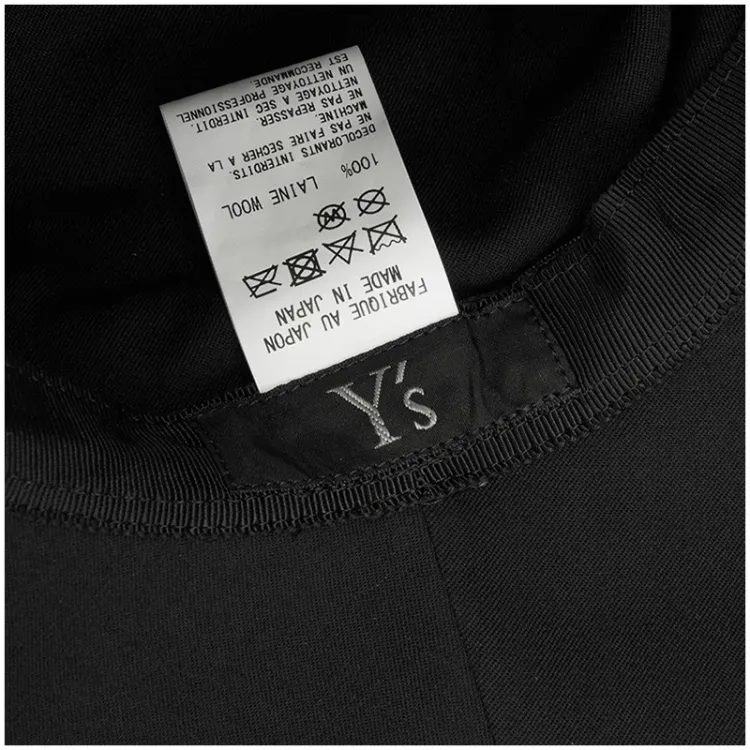 FABRIQUE AU JAPON
MADE IN JAPAN
100% LAINE WOOL
DECOLORANTS INTERDITS.
NE PAS FAIRE SECHER A LA
MACHINE.
NE PAS REPASSER.
NETTOYAGE A SEC INTERDIT.
UN NETTOYAGE PROFESSIONNEL
EST RECOMMANDE.
Y's